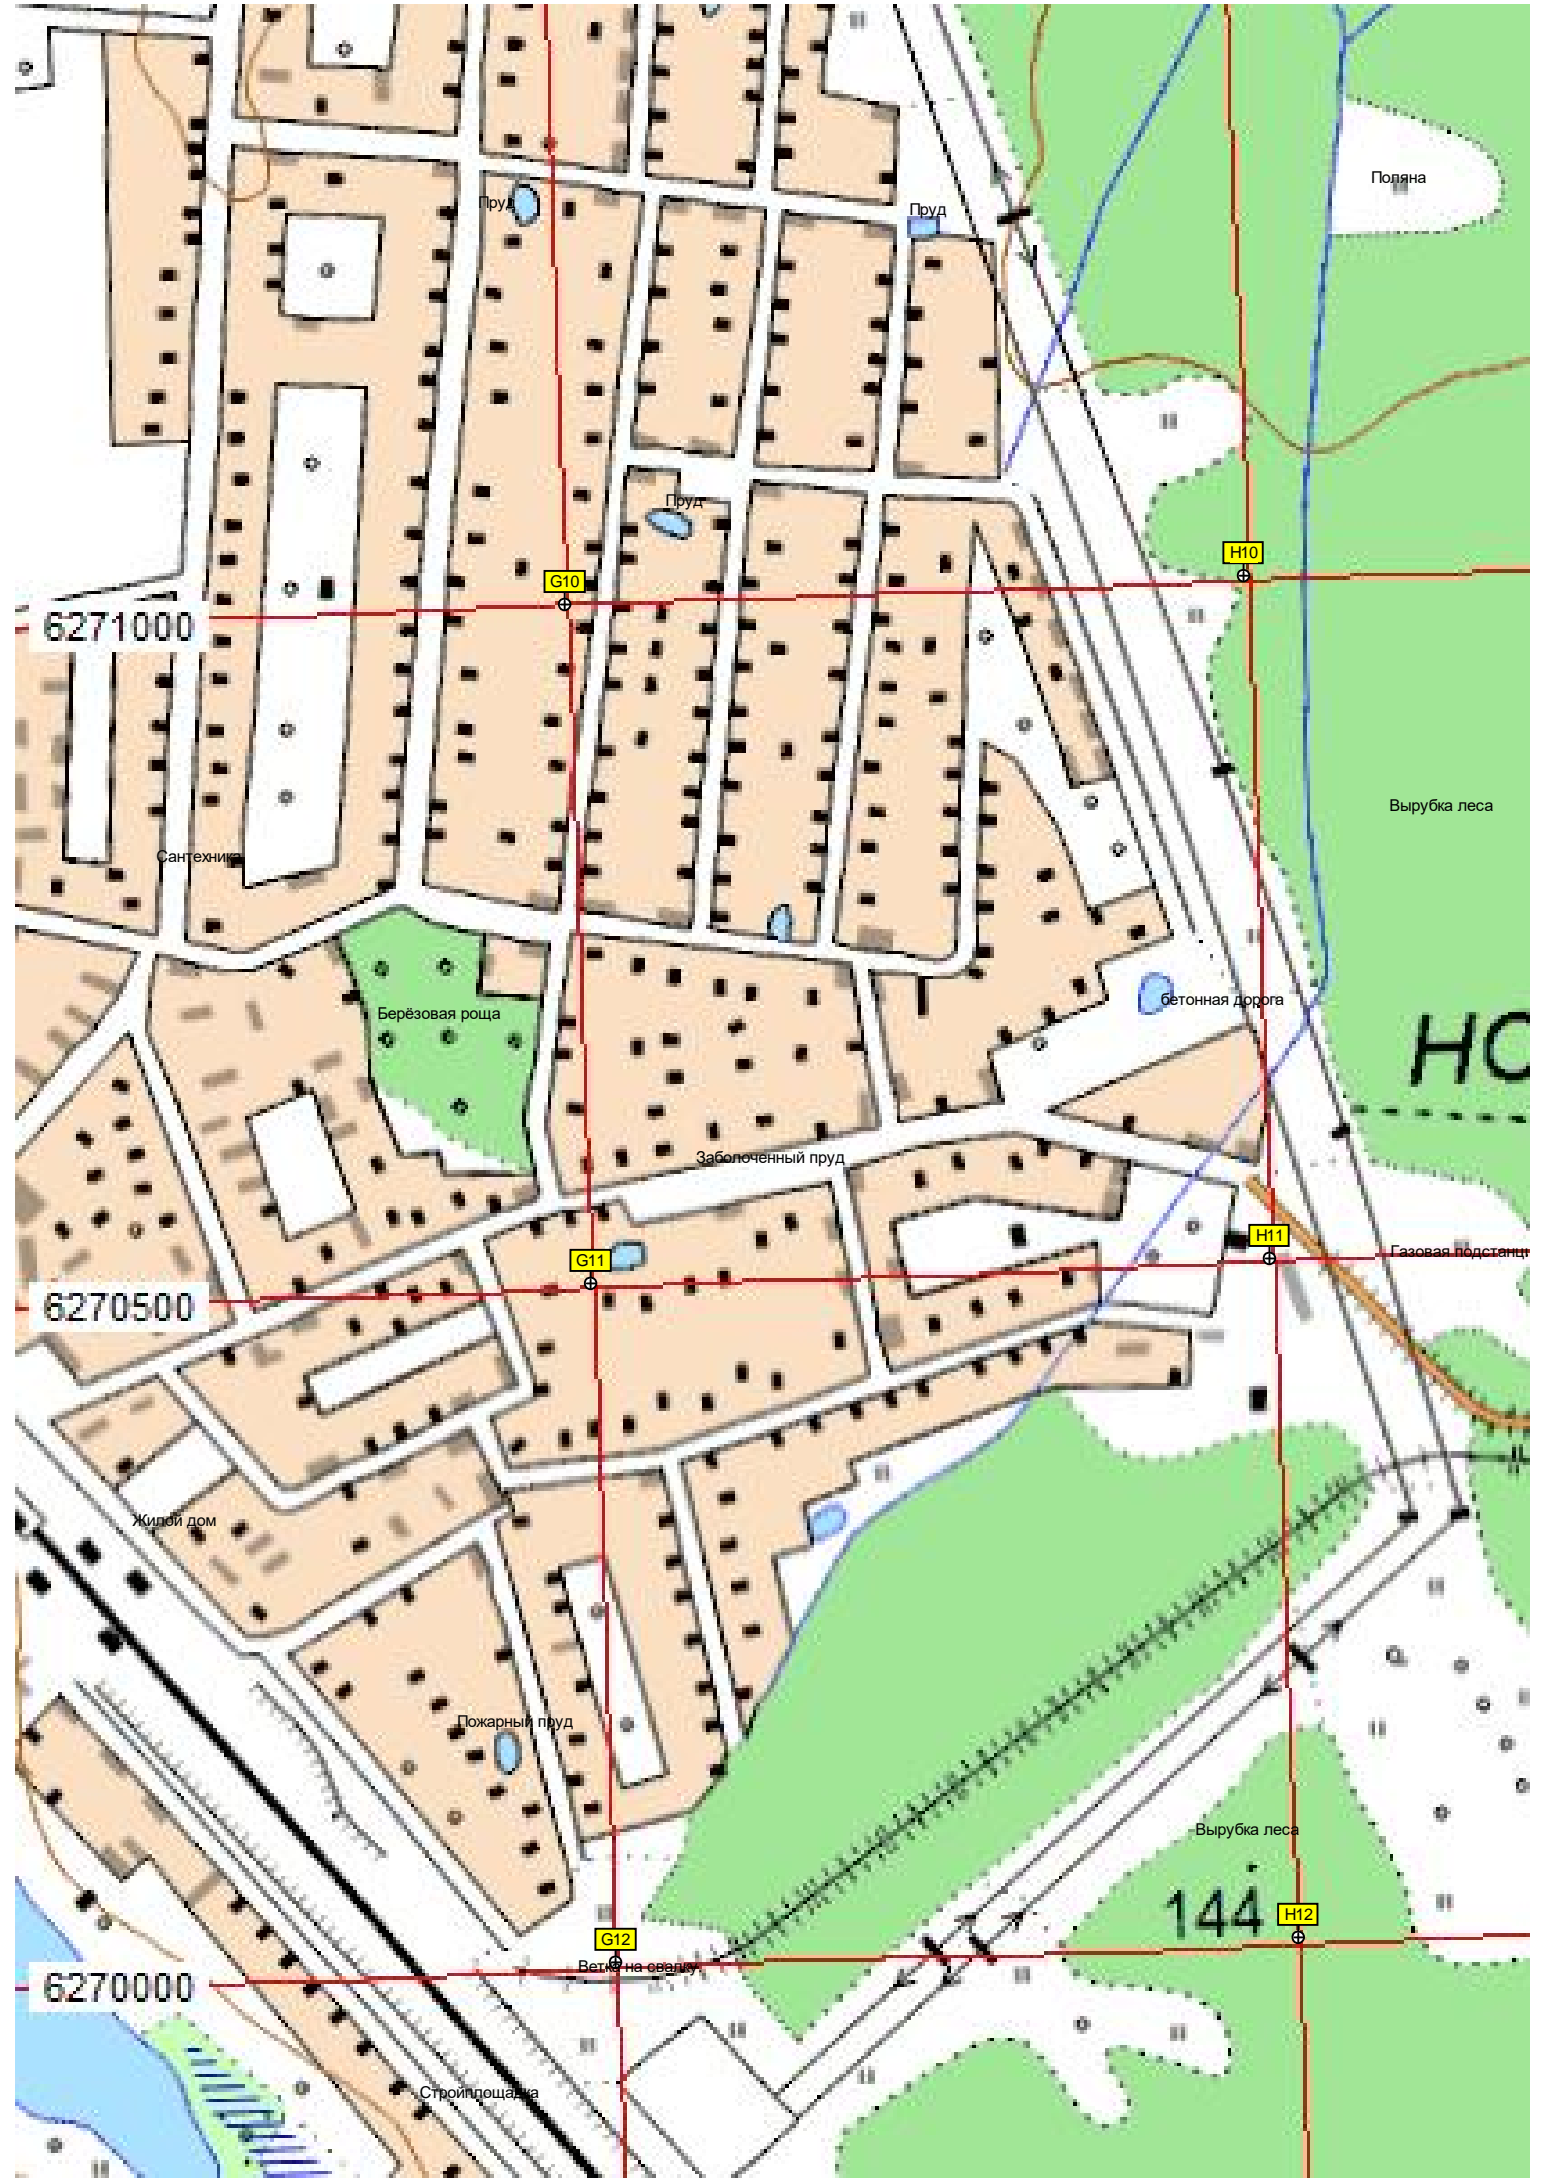 Поляна
Пруд
Пруд
Пруд
H10
G10
6271000
Вырубка леса
Сантехника
бетонная дорога
Берёзовая роща
НО
Заболоченный пруд
H11
G11
Газовая подстанц
6270500
Жилой дом
Пожарный пруд
Вырубка леса
144
H12
G12
Ветка на свалку.
6270000
Стройплощадка